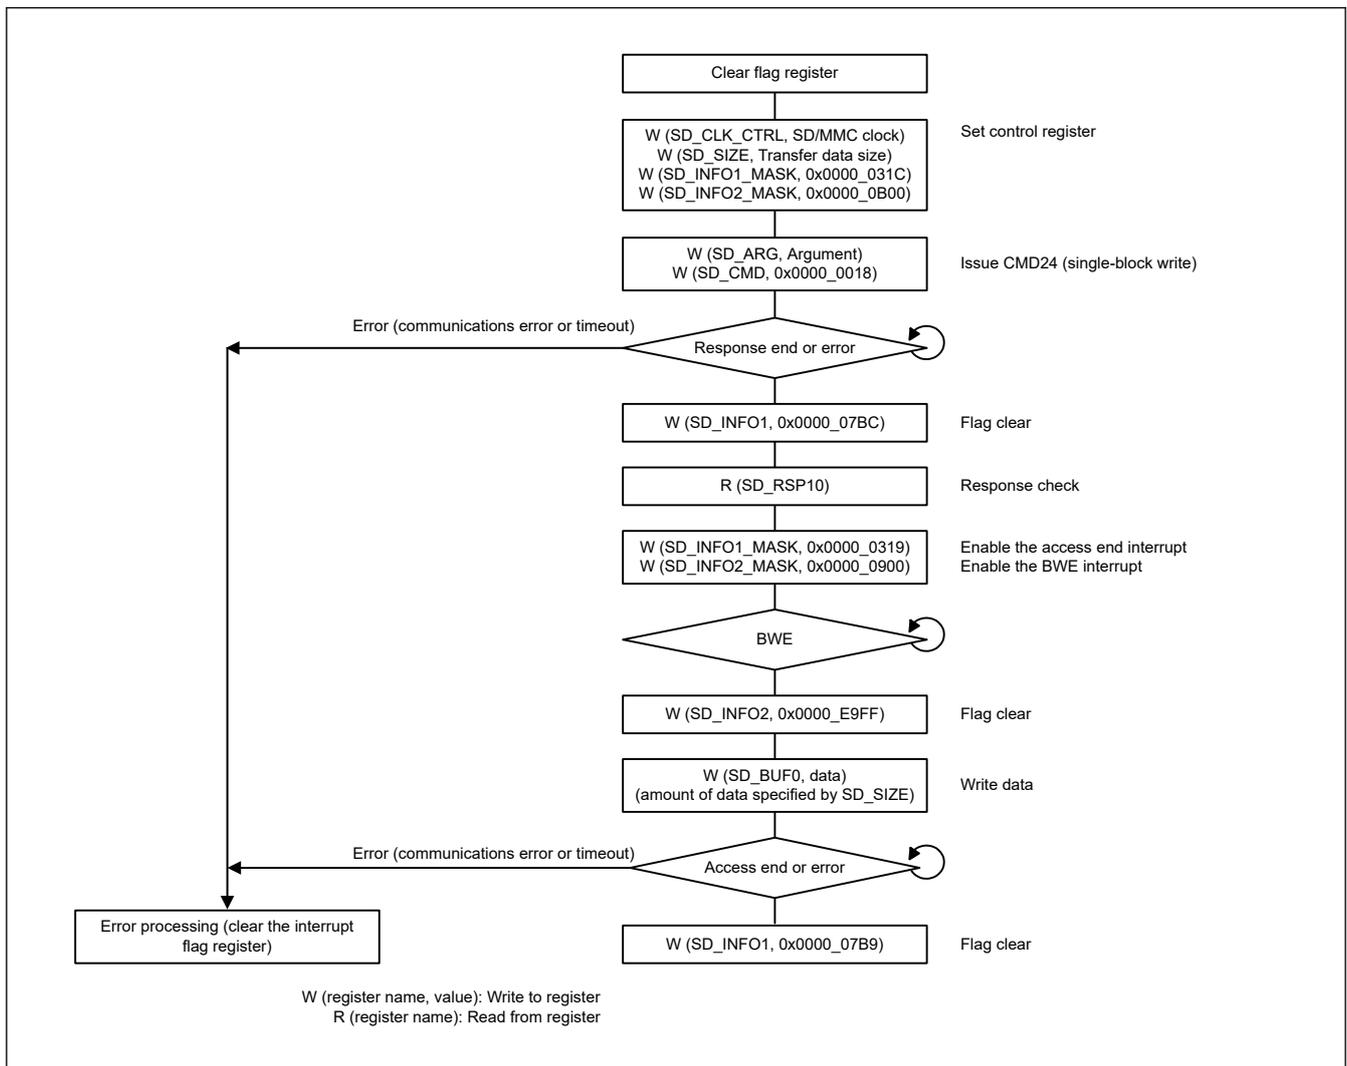 Clear flag register
W (SD_CLK_CTRL, SD/MMC clock)
W (SD_SIZE, Transfer data size)
W (SD_INFO1_MASK, 0x0000_031C)
W (SD_INFO2_MASK, 0x0000_0B00)
Set control register
W (SD_ARG, Argument)
W (SD_CMD, 0x0000_0018)
Issue CMD24 (single-block write)
Error (communications error or timeout)
Response end or error
W (SD_INFO1, 0x0000_07BC)
Flag clear
R (SD_RSP10)
Response check
W (SD_INFO1_MASK, 0x0000_0319)
W (SD_INFO2_MASK, 0x0000_0900)
Enable the access end interrupt
Enable the BWE interrupt
BWE
W (SD_INFO2, 0x0000_E9FF)
Flag clear
W (SD_BUF0, data)
(amount of data specified by SD_SIZE)
Write data
Error (communications error or timeout)
Access end or error
Error processing (clear the interrupt
flag register)
W (SD_INFO1, 0x0000_07B9)
Flag clear
W (register name, value): Write to register
R (register name): Read from register